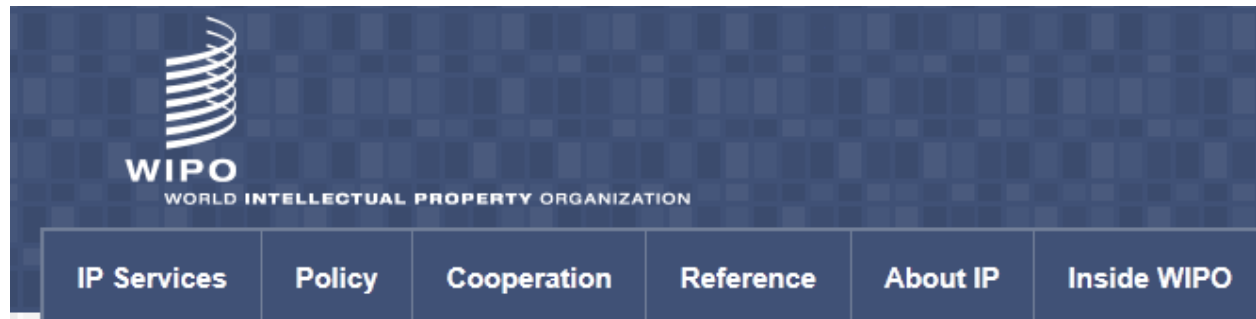 WIPO
WORLD INTELLECTUAL PROPERTY ORGANIZATION
IP Services Policy Cooperation Reference About IP Inside WIPO